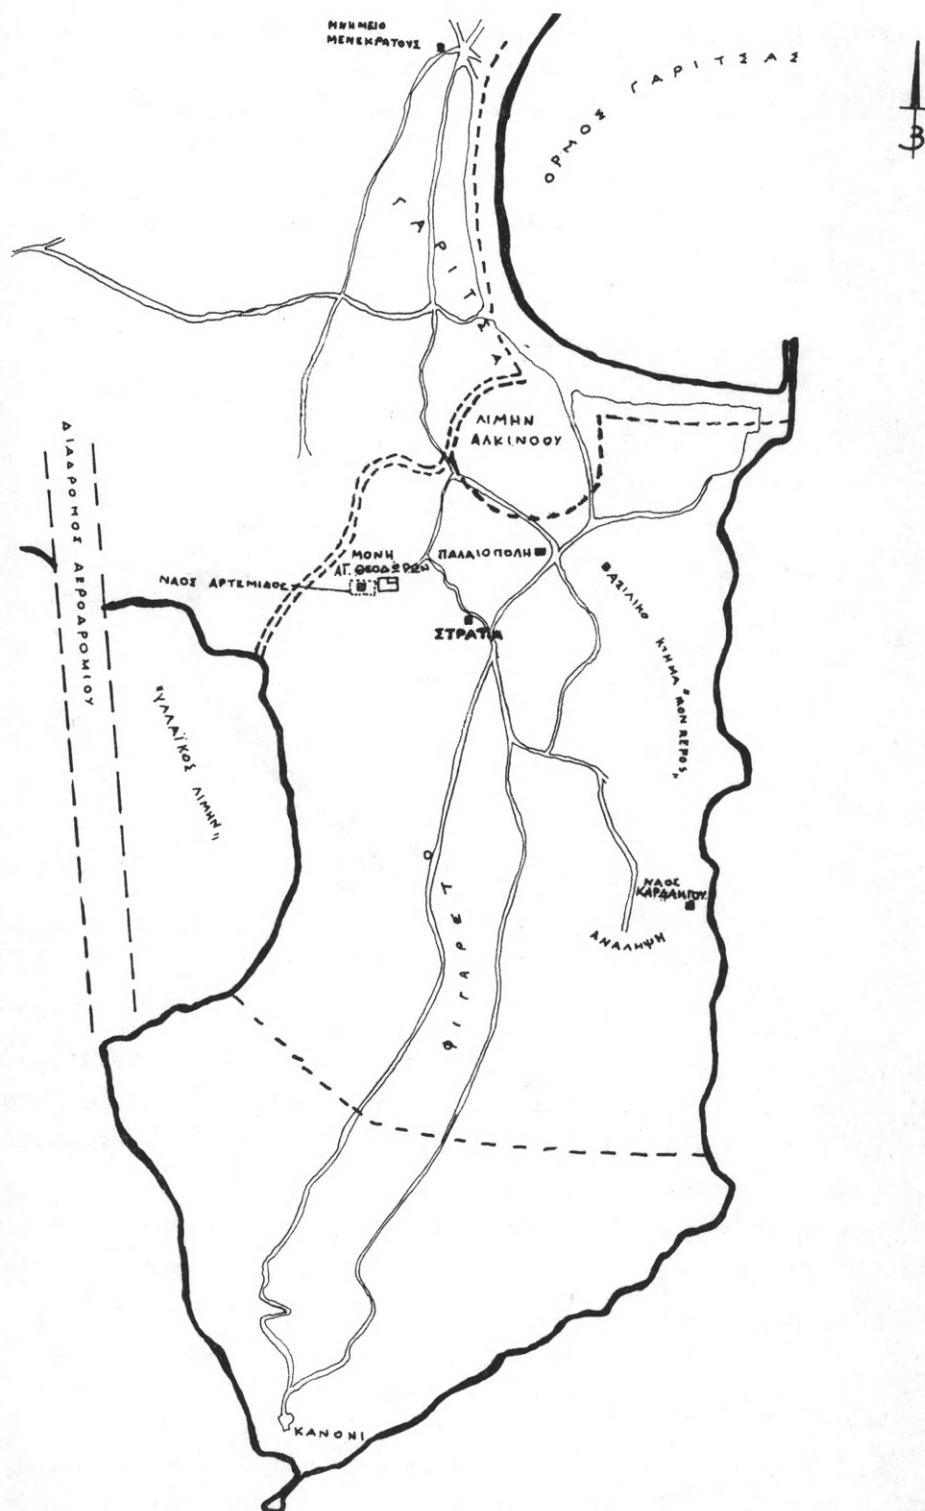 ΜΝΗΜΕΙΟ
ΜΕΝΕΚΡΑΤΟΥΣ
ΟΡΜΟΣ ΓΑΡΙΤΣΑΣ
Β
ΓΑΡΙΤΣΑ
ΛΙΜΗΝ
ΑΛΚΙΝΟΟΥ
ΔΙΑΔΡΟΜΟΣ ΑΕΡΟΔΡΟΜΙΟΥ
ΜΟΝΗ
ΑΓ. ΘΕΟΔΩΡΩΝ
ΠΑΛΑΙΟΠΟΛΗ
ΝΑΟΣ ΑΡΤΕΜΙΔΟΣ
ΣΤΡΑΤΙΑ
ΒΑΣΙΛΙΚΟ ΚΤΗΜΑ "ΜΟΝ ΡΕΠΟΣ"
"ΥΛΛΑΪΚΟΣ ΛΙΜΗΝ"
ΝΑΟΣ
ΚΑΡΔΑΚΙΟΥ
ΑΝΑΛΗΨΗ
ΦΙΓΑΡΕΤ
ΚΑΝΟΝΙ